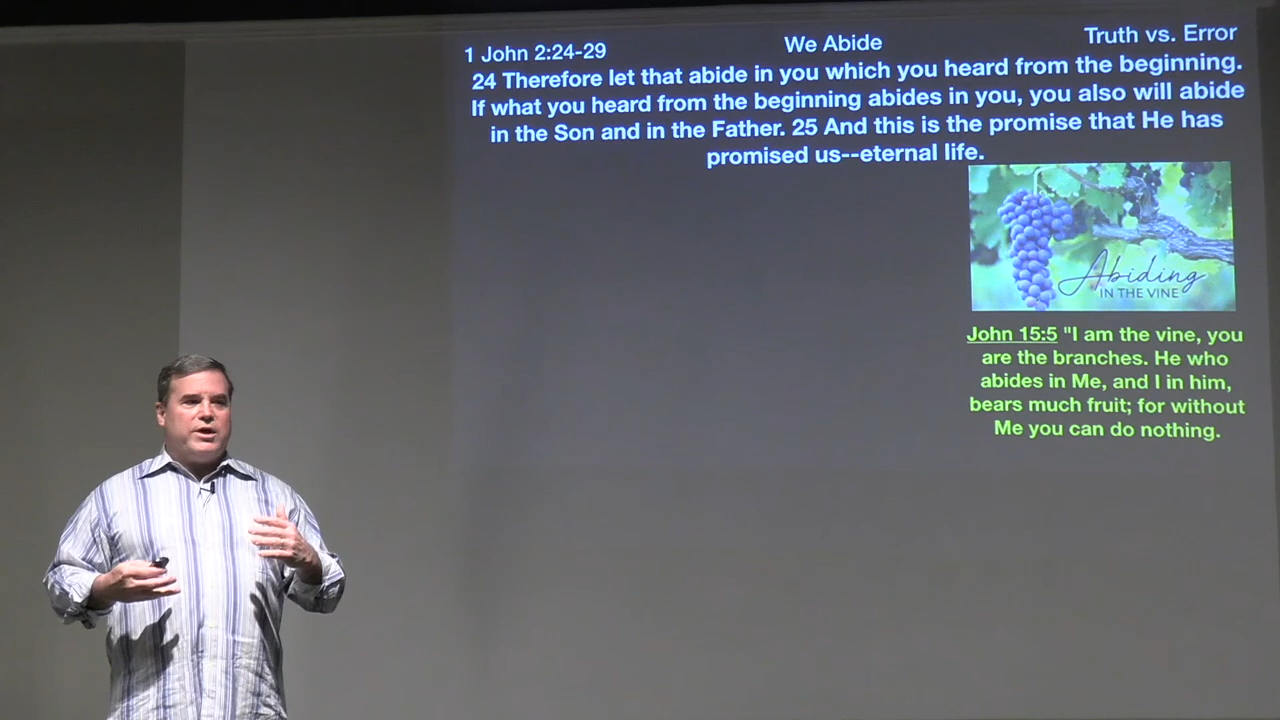 1 John 2:24-29 We Abide Truth vs. Error
24 Therefore let that abide in you which you heard from the beginning.
If what you heard from the beginning abides in you, you also will abide
in the Son and in the Father. 25 And this is the promise that He has
promised us--eternal life.
Abiding
IN THE VINE
John 15:5 "I am the vine, you
are the branches. He who
abides in Me, and I in him,
bears much fruit; for without
Me you can do nothing.